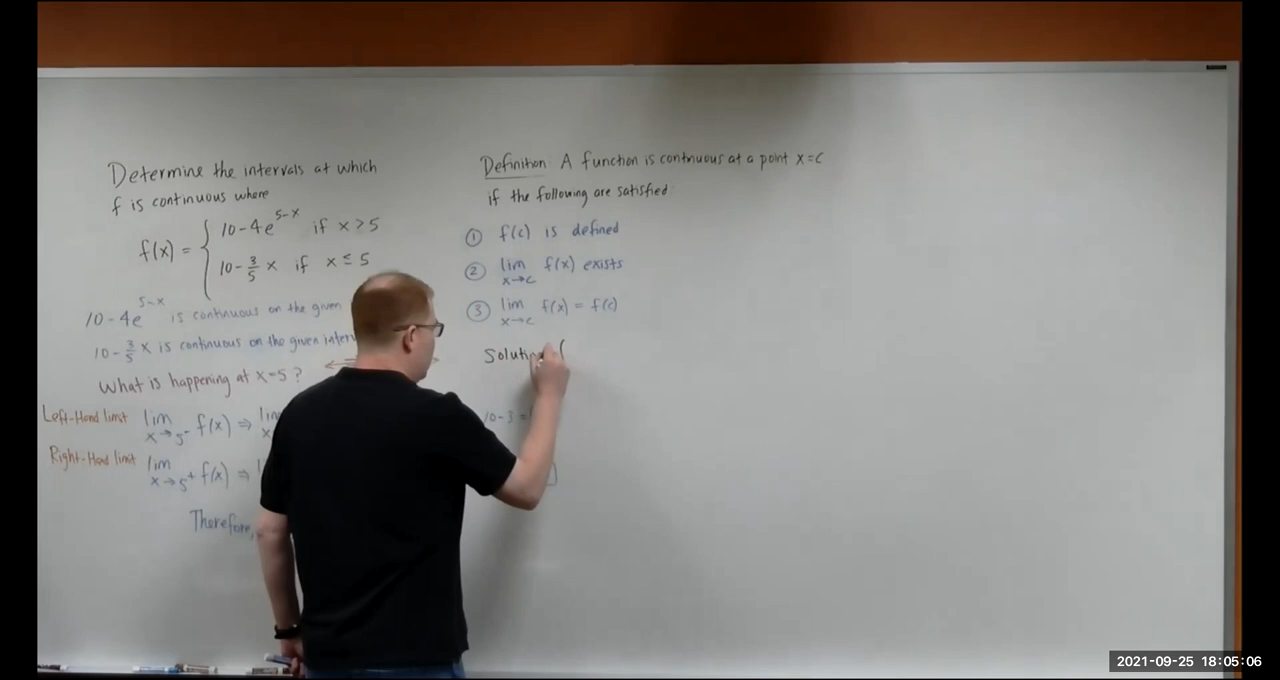 Determine the intervals at which
f is continuous where
f(x) = { 10-4e^{5-x} if x>5
10-3/5 x if x≤5
10-4e^{5-x} is continuous on the given
10-3/5 x is continuous on the given interv
What is happening at x=5?
Left-Hand limit lim x→5⁻ f(x) ⇒ lim
Right-Hand limit lim x→5⁺ f(x) ⇒
Therefore,
Definition: A function is continuous at a point x=c
if the following are satisfied
① f(c) is defined
② lim x→c f(x) exists
③ lim x→c f(x) = f(c)
Solution (
10-3 =
2021-09-25 18:05:06